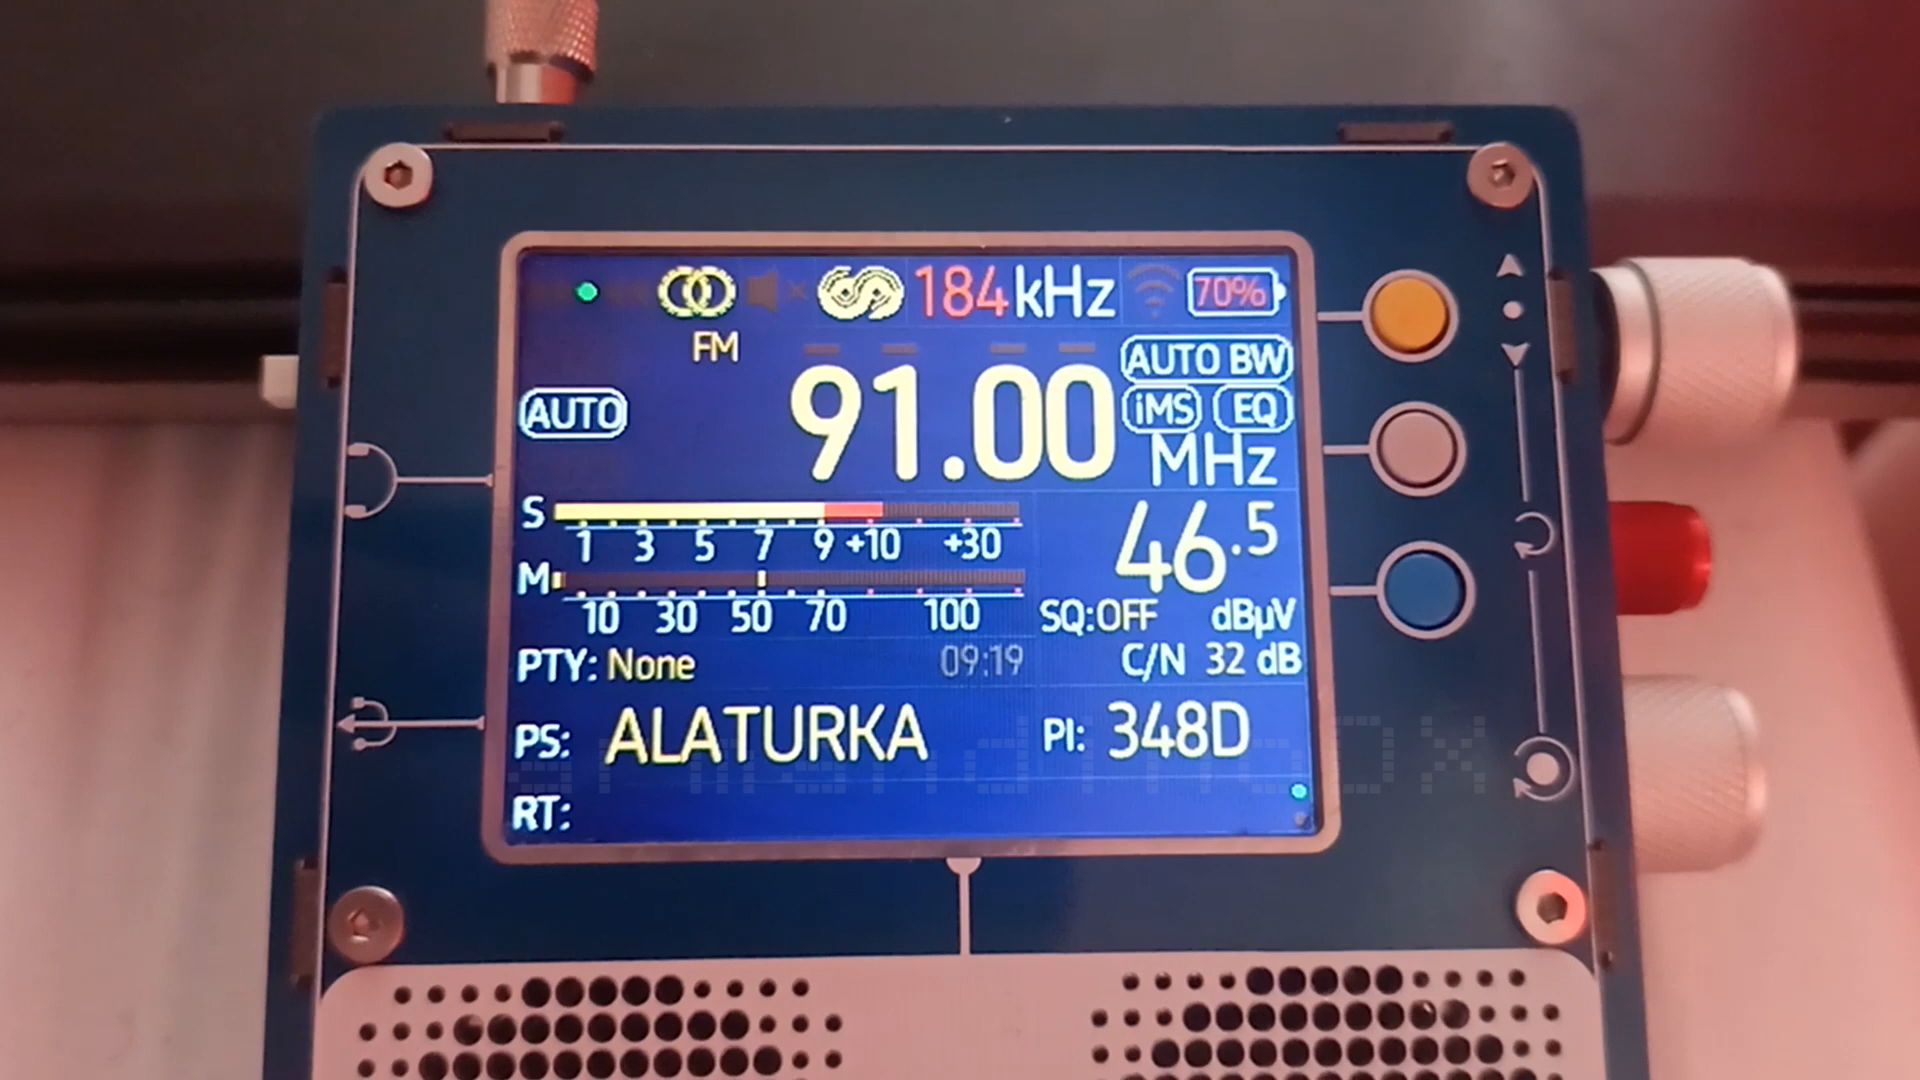 184 kHz 70%
FM
AUTO BW
AUTO 91.00 iMS EQ
MHz
S
1 3 5 7 9 +10 +30
46.5
M
10 30 50 70 100
SQ:OFF dBµV
PTY: None 09:19 C/N 32 dB
PS: ALATURKA PI: 348D
RT: